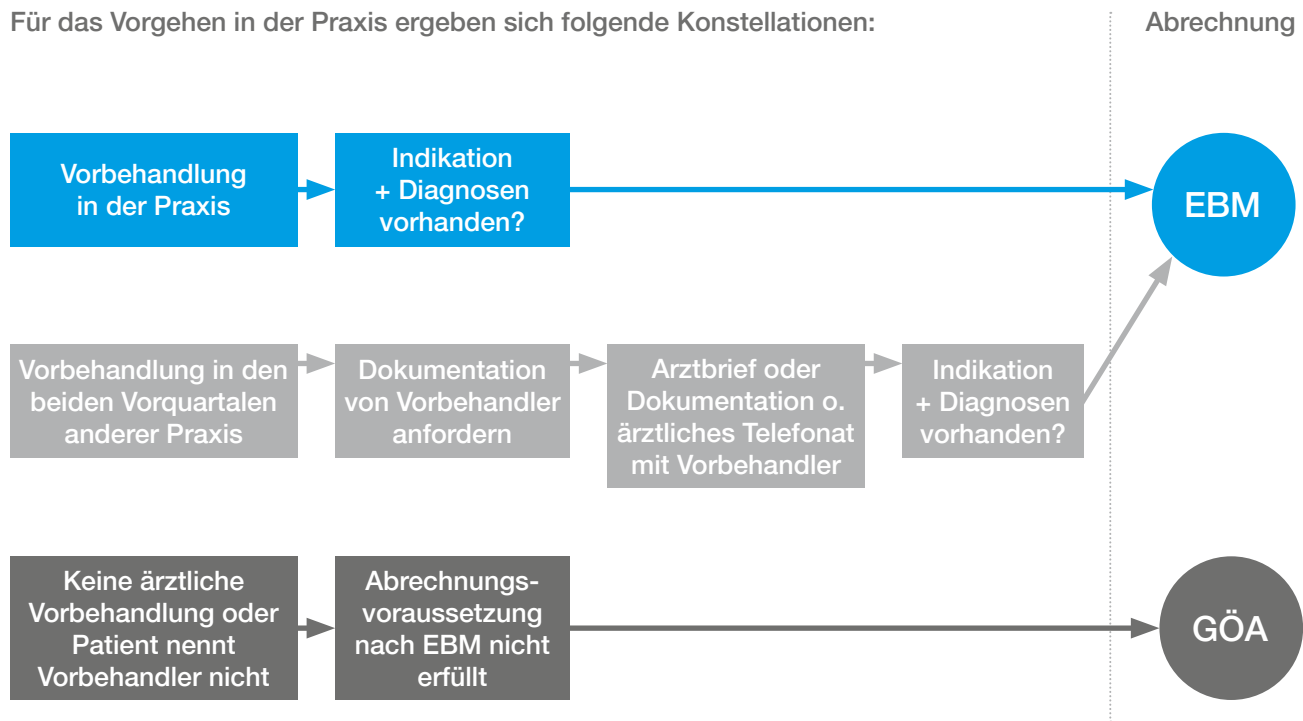 Für das Vorgehen in der Praxis ergeben sich folgende Konstellationen:
Abrechnung
Vorbehandlung
in der Praxis
Indikation
+ Diagnosen
vorhanden?
EBM
Vorbehandlung in den
beiden Vorquartalen
anderer Praxis
Dokumentation
von Vorbehandler
anfordern
Arztbrief oder
Dokumentation o.
ärztliches Telefonat
mit Vorbehandler
Indikation
+ Diagnosen
vorhanden?
Keine ärztliche
Vorbehandlung oder
Patient nennt
Vorbehandler nicht
Abrechnungs-
voraussetzung
nach EBM nicht
erfüllt
GÖA